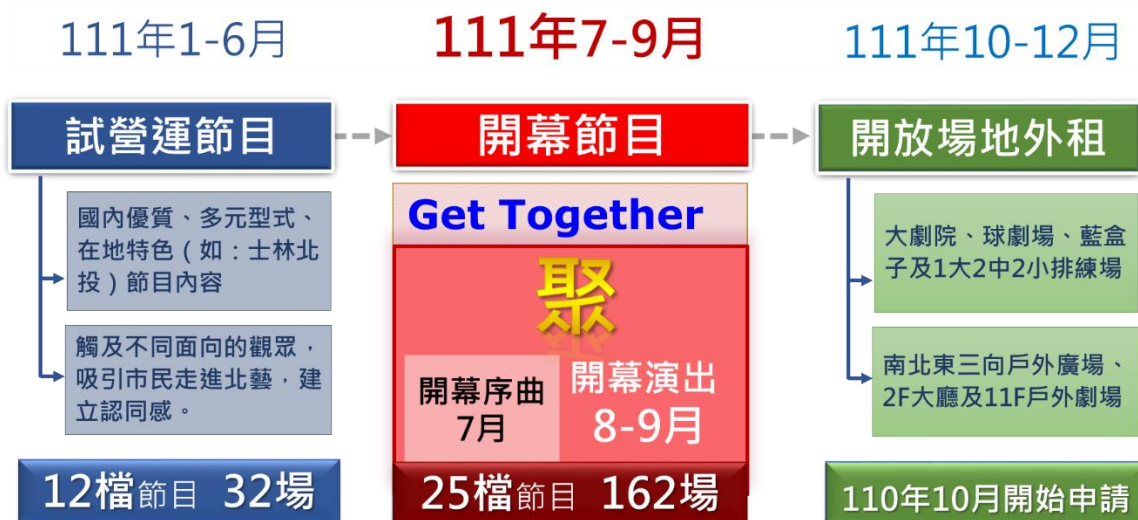 111年1-6月
試營運節目
國內優質、多元型式、
在地特色（如：士林北
投）節目內容
觸及不同面向的觀眾，
吸引市民走進北藝，建
立認同感。
12檔節目 32場
111年7-9月
開幕節目
Get Together
聚
開幕序曲
7月
開幕演出
8-9月
25檔節目 162場
111年10-12月
開放場地外租
大劇院、球劇場、藍盒
子及1大2中2小排練場
南北東三向戶外廣場、
2F大廳及11F戶外劇場
110年10月開始申請